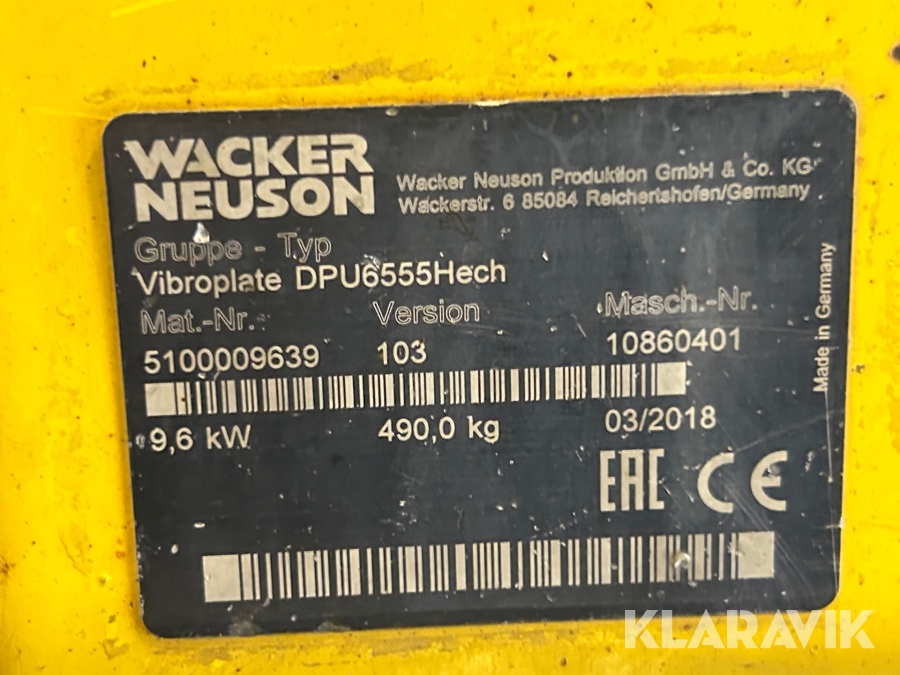 WACKER
NEUSON
Wacker Neuson Produktion GmbH & Co. KG
Wackerstr. 6 85084 Reichertshofen/Germany
Gruppe - Typ
Vibroplate DPU6555Hech
Mat.-Nr. Version Masch.-Nr.
5100009639 103 10860401
9,6 kW 490,0 kg 03/2018
EAC CE
Made in Germany
KLARAVIK